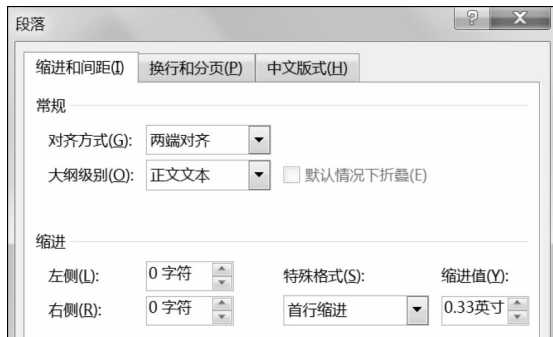 段落
缩进和间距(I) 换行和分页(P) 中文版式(H)
常规
对齐方式(G): 两端对齐
大纲级别(O): 正文文本 默认情况下折叠(E)
缩进
左侧(L): 0 字符 特殊格式(S): 缩进值(Y):
右侧(R): 0 字符 首行缩进 0.33英寸